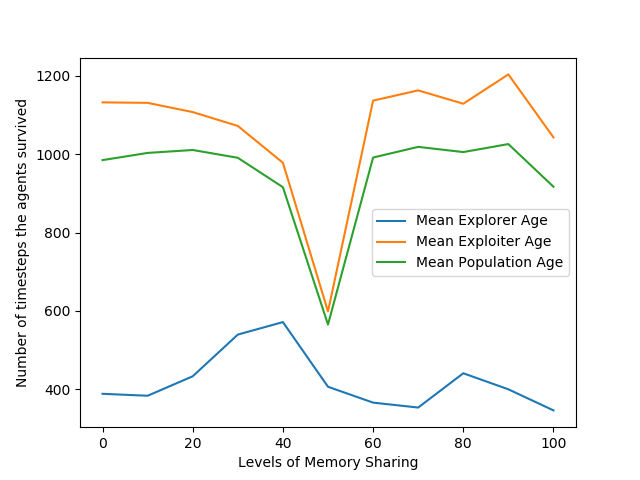 1200
1000
800
600
400
Number of timesteps the agents survived
Mean Explorer Age
Mean Exploiter Age
Mean Population Age
0 20 40 60 80 100
Levels of Memory Sharing